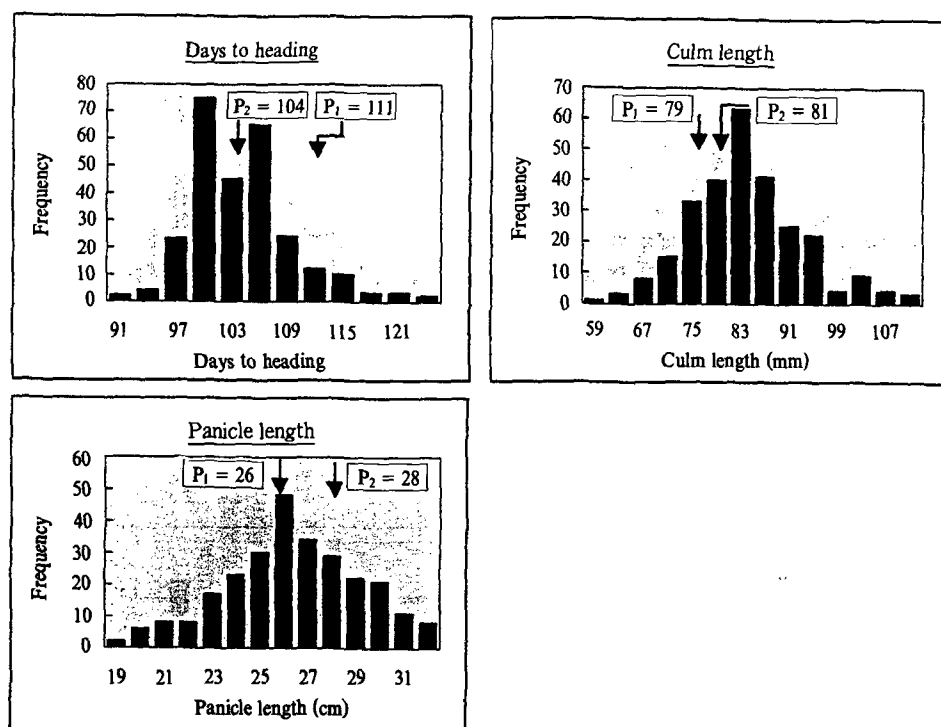 Days to heading
80
70
60
50
40
30
20
10
0
Frequency
P₂ = 104
P₁ = 111
91 97 103 109 115 121
Days to heading
Culm length
70
60
50
40
30
20
10
0
Frequency
P₁ = 79
P₂ = 81
59 67 75 83 91 99 107
Culm length (mm)
Panicle length
60
50
40
30
20
10
0
Frequency
P₁ = 26
P₂ = 28
19 21 23 25 27 29 31
Panicle length (cm)